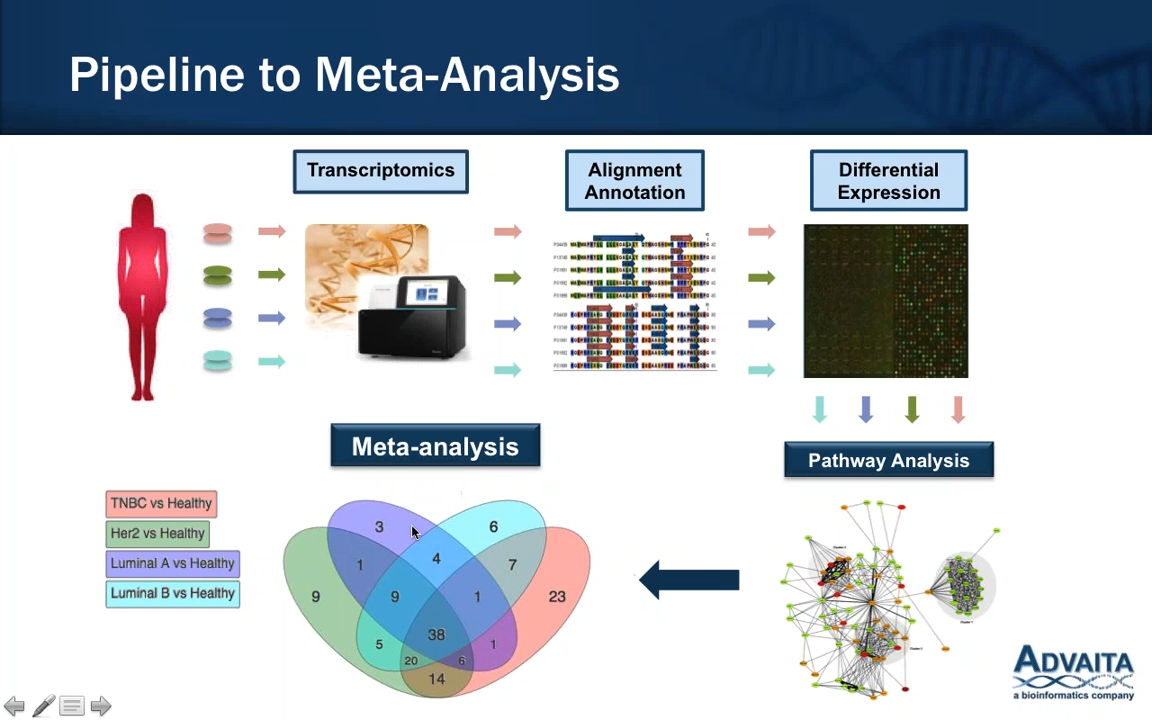 Pipeline to Meta-Analysis
Transcriptomics
Alignment
Annotation
Differential
Expression
Meta-analysis
Pathway Analysis
TNBC vs Healthy
Her2 vs Healthy
Luminal A vs Healthy
Luminal B vs Healthy
3
6
1
4
7
9
9
1
23
5
38
1
20
6
14
ADVAITA
a bioinformatics company